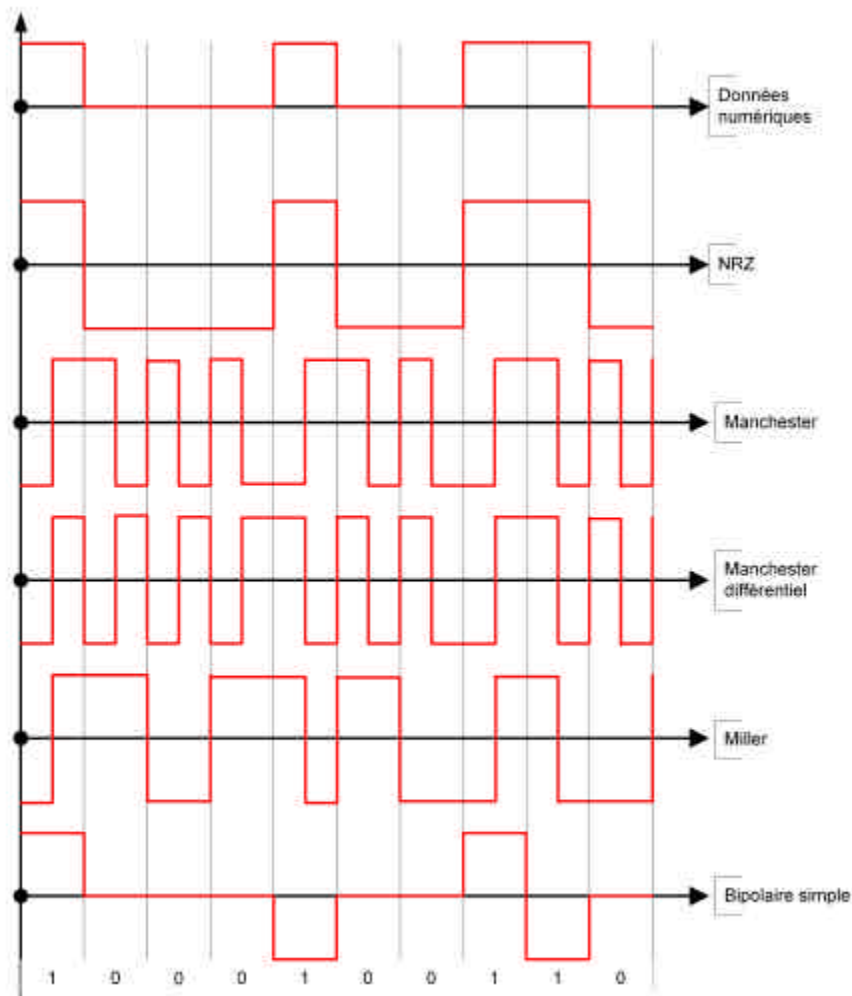 Données
numériques
NRZ
Manchester
Manchester
différentiel
Miller
Bipolaire simple
1 0 0 0 1 0 0 1 1 0